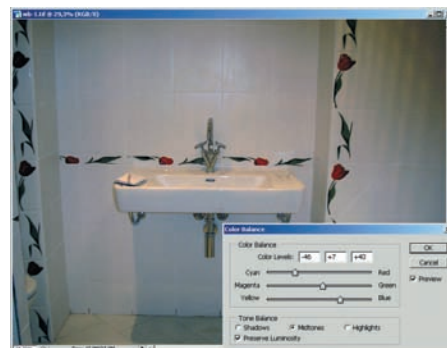 Color Balance
Color Balance
Color Levels: -46 +7 +40
Cyan Red
Magenta Green
Yellow Blue
Tone Balance
Shadows Midtones Highlights
Preserve Luminosity
OK
Cancel
Preview